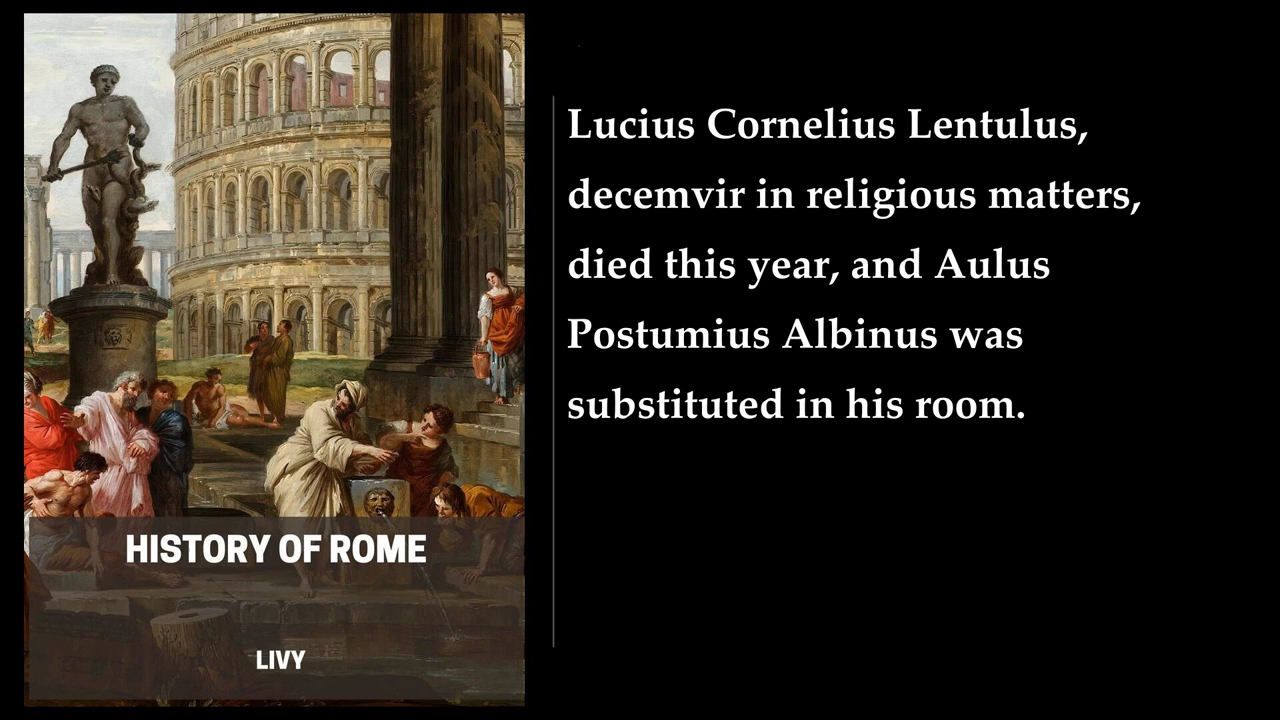 HISTORY OF ROME
LIVY
Lucius Cornelius Lentulus,
decemvir in religious matters,
died this year, and Aulus
Postumius Albinus was
substituted in his room.